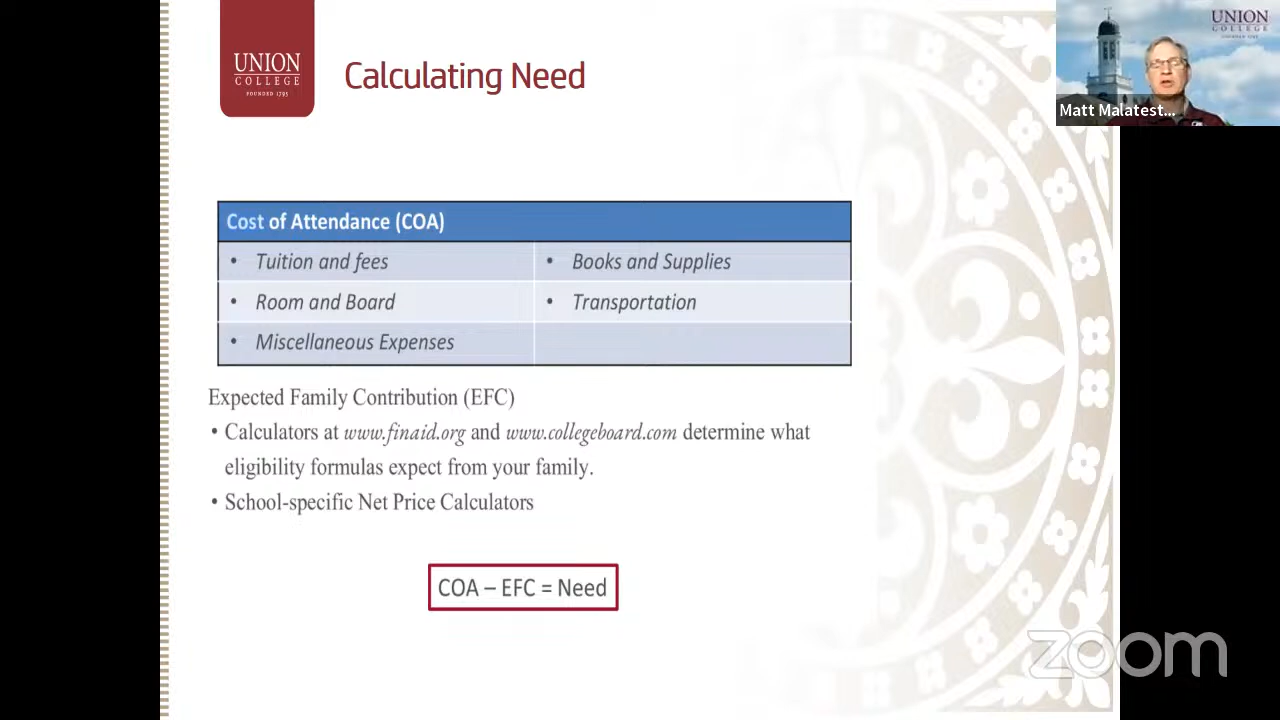 UNION
COLLEGE
FOUNDED 1795
Calculating Need
UNION
COLLEGE
FOUNDED 1795
Matt Malatest...
Cost of Attendance (COA)
• Tuition and fees
• Books and Supplies
• Room and Board
• Transportation
• Miscellaneous Expenses
Expected Family Contribution (EFC)
• Calculators at www.finaid.org and www.collegeboard.com determine what
eligibility formulas expect from your family.
• School-specific Net Price Calculators
COA – EFC = Need
zoom